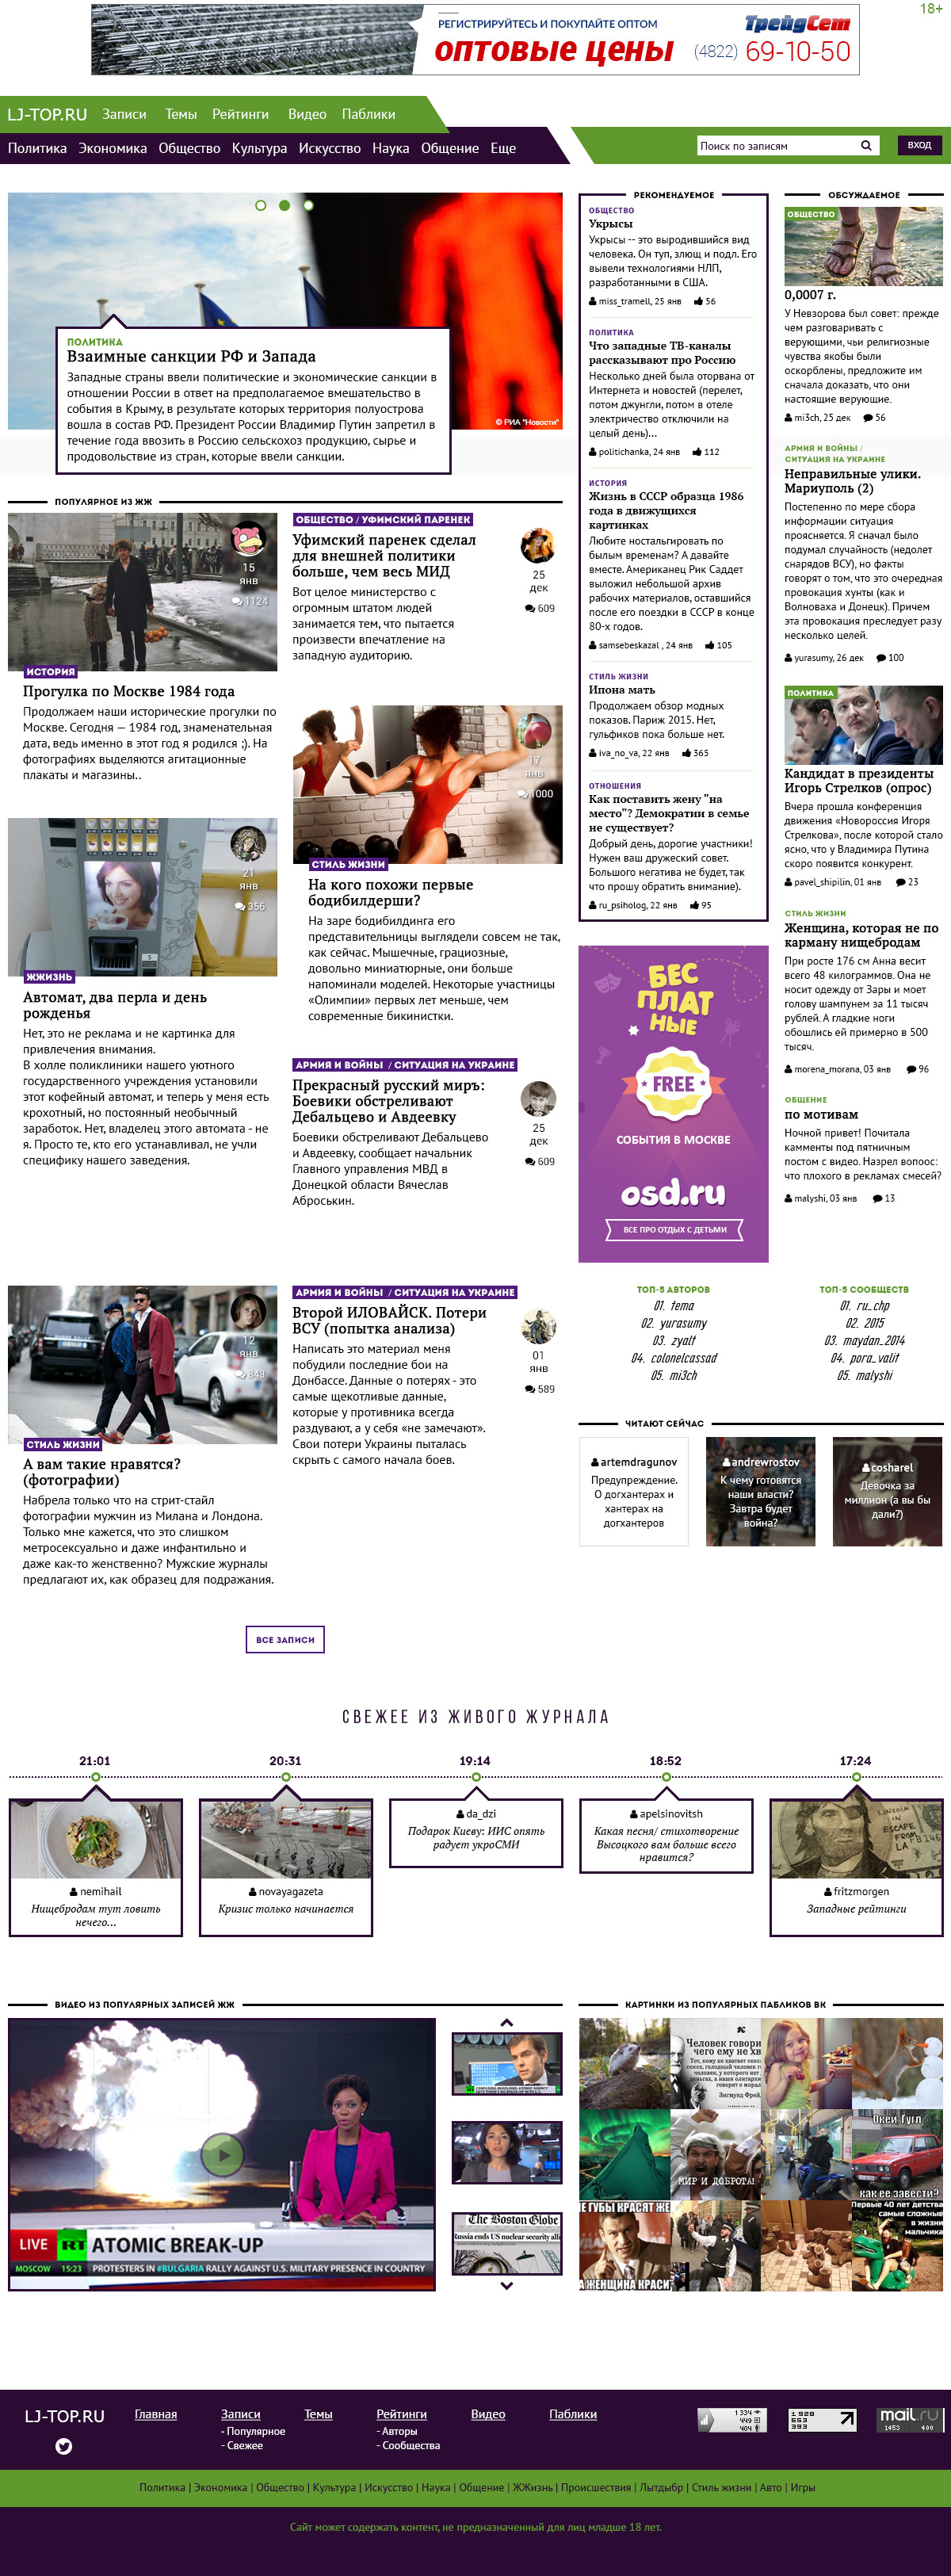 18+
РЕГИСТРИРУЙТЕСЬ И ПОКУПАЙТЕ ОПТОМ
ТрейдСет
оптовые цены
(4822) 69-10-50
LJ-TOP.RU Записи Темы Рейтинги Видео Паблики
Политика Экономика Общество Культура Искусство Наука Общение Еще
Поиск по записям
ВХОД
© РИА "Новости"
ПОЛИТИКА
Взаимные санкции РФ и Запада
Западные страны ввели политические и экономические санкции в
отношении России в ответ на предполагаемое вмешательство в
события в Крыму, в результате которых территория полуострова
вошла в состав РФ. Президент России Владимир Путин запретил в
течение года ввозить в Россию сельскохоз продукцию, сырье и
продовольствие из стран, которые ввели санкции.
ПОПУЛЯРНОЕ ИЗ ЖЖ
15
янв
1124
ИСТОРИЯ
Прогулка по Москве 1984 года
Продолжаем наши исторические прогулки по
Москве. Сегодня — 1984 год, знаменательная
дата, ведь именно в этот год я родился ;). На
фотографиях выделяются агитационные
плакаты и магазины..
21
янв
356
ЖЖИЗНЬ
Автомат, два перла и день
рожденья
Нет, это не реклама и не картинка для
привлечения внимания.
В холле поликлиники нашего уютного
государственного учреждения установили
этот кофейный автомат, и теперь у меня есть
крохотный, но постоянный необычный
заработок. Нет, владелец этого автомата - не
я. Просто те, кто его устанавливал, не учли
специфику нашего заведения.
ОБЩЕСТВО / УФИМСКИЙ ПАРЕНЕК
Уфимский паренек сделал
для внешней политики
больше, чем весь МИД
Вот целое министерство с
огромным штатом людей
занимается тем, что пытается
произвести впечатление на
западную аудиторию.
25
дек
609
17
янв
1000
СТИЛЬ ЖИЗНИ
На кого похожи первые
бодибилдерши?
На заре бодибилдинга его
представительницы выглядели совсем не так,
как сейчас. Мышечные, грациозные,
довольно миниатюрные, они больше
напоминали моделей. Некоторые участницы
«Олимпии» первых лет меньше, чем
современные бикинистки.
АРМИЯ И ВОЙНЫ / СИТУАЦИЯ НА УКРАИНЕ
Прекрасный русский миръ:
Боевики обстреливают
Дебальцево и Авдеевку
Боевики обстреливают Дебальцево
и Авдеевку, сообщает начальник
Главного управления МВД в
Донецкой области Вячеслав
Аброськин.
25
дек
609
12
янв
843
СТИЛЬ ЖИЗНИ
А вам такие нравятся?
(фотографии)
Набрела только что на стрит-стайл
фотографии мужчин из Милана и Лондона.
Только мне кажется, что это слишком
метросексуально и даже инфантильно и
даже как-то женственно? Мужские журналы
предлагают их, как образец для подражания.
АРМИЯ И ВОЙНЫ / СИТУАЦИЯ НА УКРАИНЕ
Второй ИЛОВАЙСК. Потери
ВСУ (попытка анализа)
Написать это материал меня
побудили последние бои на
Донбассе. Данные о потерях - это
самые щекотливые данные,
которые у противника всегда
раздувают, а у себя «не замечают».
Свои потери Украины пыталась
скрыть с самого начала боев.
01
янв
589
ВСЕ ЗАПИСИ
РЕКОМЕНДУЕМОЕ
ОБЩЕСТВО
Укрысы
Укрысы -- это выродившийся вид
человека. Он туп, злющ и подл. Его
вывели технологиями НЛП,
разработанными в США.
miss_tramell, 25 янв 56
ПОЛИТИКА
Что западные ТВ-каналы
рассказывают про Россию
Несколько дней была оторвана от
Интернета и новостей (перелет,
потом джунгли, потом в отеле
электричество отключили на
целый день)...
politichanka, 24 янв 112
ИСТОРИЯ
Жизнь в СССР образца 1986
года в движущихся
картинках
Любите ностальгировать по
былым временам? А давайте
вместе. Американец Рик Саддет
выложил небольшой архив
рабочих материалов, оставшийся
после его поездки в СССР в конце
80-х годов.
samsebeskazal , 24 янв 105
СТИЛЬ ЖИЗНИ
Ипона мать
Продолжаем обзор модных
показов. Париж 2015. Нет,
гульфиков пока больше нет.
iva_no_va, 22 янв 365
ОТНОШЕНИЯ
Как поставить жену "на
место"? Демократии в семье
не существует?
Добрый день, дорогие участники!
Нужен ваш дружеский совет.
Большого негатива не будет, так
что прошу обратить внимание).
ru_psiholog, 22 янв 95
БЕС
ПЛАТ
НЫЕ
FREE
СОБЫТИЯ В МОСКВЕ
osd.ru
ВСЕ ПРО ОТДЫХ С ДЕТЬМИ
ОБСУЖДАЕМОЕ
ОБЩЕСТВО
0,0007 г.
У Невзорова был совет: прежде
чем разговаривать с
верующими, чьи религиозные
чувства якобы были
оскорблены, предложите им
сначала доказать, что они
настоящие верующие.
mi3ch, 25 дек 56
АРМИЯ И ВОЙНЫ /
СИТУАЦИЯ НА УКРАИНЕ
Неправильные улики.
Мариуполь (2)
Постепенно по мере сбора
информации ситуация
проясняется. Я сначал было
подумал случайность (недолет
снарядов ВСУ), но факты
говорят о том, что это очередная
провокация хунты (как и
Волноваха и Донецк). Причем
эта провокация преследует разу
несколько целей.
yurasumy, 26 дек 100
ПОЛИТИКА
Кандидат в президенты
Игорь Стрелков (опрос)
Вчера прошла конференция
движения «Новороссия Игоря
Стрелкова», после которой стало
ясно, что у Владимира Путина
скоро появится конкурент.
pavel_shipilin, 01 янв 23
СТИЛЬ ЖИЗНИ
Женщина, которая не по
карману нищебродам
При росте 176 см Анна весит
всего 48 килограммов. Она не
носит одежду от Зары и моет
голову шампунем за 11 тысяч
рублей. А гладкие ноги
обошлись ей примерно в 500
тысяч.
morena_morana, 03 янв 96
ОБЩЕНИЕ
по мотивам
Ночной привет! Почитала
камменты под пятничным
постом с видео. Назрел вопоос:
что плохого в рекламах смесей?
malyshi, 03 янв 13
ТОП-5 АВТОРОВ
01. tema
02. yurasumy
03. zyalt
04. colonelcassad
05. mi3ch
ТОП-5 СООБЩЕСТВ
01. ru_chp
02. 2015
03. maydan_2014
04. pora_valit
05. malyshi
ЧИТАЮТ СЕЙЧАС
artemdragunov
Предупреждение.
О догхантерах и
хантерах на
догхантеров
andrewrostov
К чему готовятся
наши власти?
Завтра будет
война?
cosharel
Девочка за
миллион (а вы бы
дали?)
СВЕЖЕЕ ИЗ ЖИВОГО ЖУРНАЛА
21:01
nemihail
Нищебродам тут ловить
нечего...
20:31
novayagazeta
Кризис только начинается
19:14
da_dzi
Подарок Киеву: ИИС опять
радует укроСМИ
18:52
apelsinovitsh
Какая песня/ стихотворение
Высоцкого вам больше всего
нравится?
17:24
LINCOLN IN
ESCAPE
FROM
LA
fritzmorgen
Западные рейтинги
ВИДЕО ИЗ ПОПУЛЯРНЫХ ЗАПИСЕЙ ЖЖ
LIVE RT ATOMIC BREAK-UP
MOSCOW 15:23 PROTESTERS IN #BULGARIA RALLY AGAINST U.S. MILITARY PRESENCE IN COUNTRY
The Boston Globe
Russia ends US nuclear security alli
КАРТИНКИ ИЗ ПОПУЛЯРНЫХ ПАБЛИКОВ ВК
Человек говори
чего ему не хв
Зигмунд Фрей
МИР И ДОБРОТА!
Окей, Гугл
как ее завести?
ГУБЫ КРАСЯТ ЖЕ
ЖЕНЩИНА КРАСИ
Первые 40 лет детства
самые сложные
в жизни
мальчика
LJ-TOP.RU
Главная
Записи
- Популярное
- Свежее
Темы
Рейтинги
- Авторы
- Сообщества
Видео
Паблики
1334
449
404
1928
653
393
mail.ru
1453 400
Политика | Экономика | Общество | Культура | Искусство | Наука | Общение | ЖЖизнь | Происшествия | Лытдыбр | Стиль жизни | Авто | Игры
Сайт может содержать контент, не предназначенный для лиц младше 18 лет.